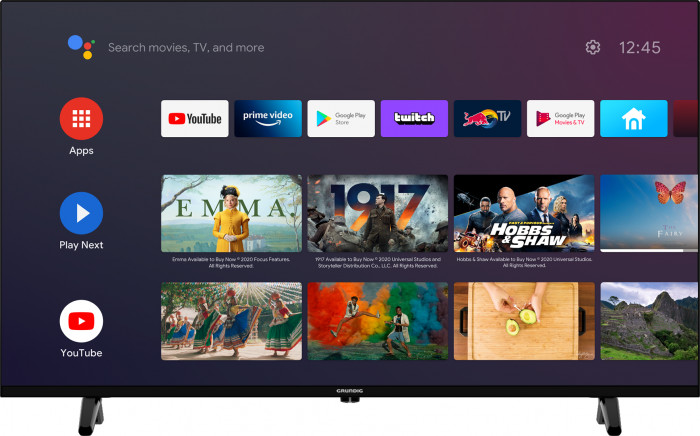 Search movies, TV, and more
12:45
Apps
YouTube
prime video
Google Play
Store
twitch
TV
Google Play
Movies & TV
Play Next
EMMA.
1917
FAST & FURIOUS
HOBBS
& SHAW
THE
FAIRY
Emma Available to Buy Now © 2020 Focus Features.
All Rights Reserved.
1917 Available to Buy Now © 2020 Universal Studios and
Storyteller Distribution Co., LLC. All Rights Reserved.
Hobbs & Shaw Available to Buy Now © 2020 Universal Studios.
All Rights Reserved.
YouTube
GRUNDIG